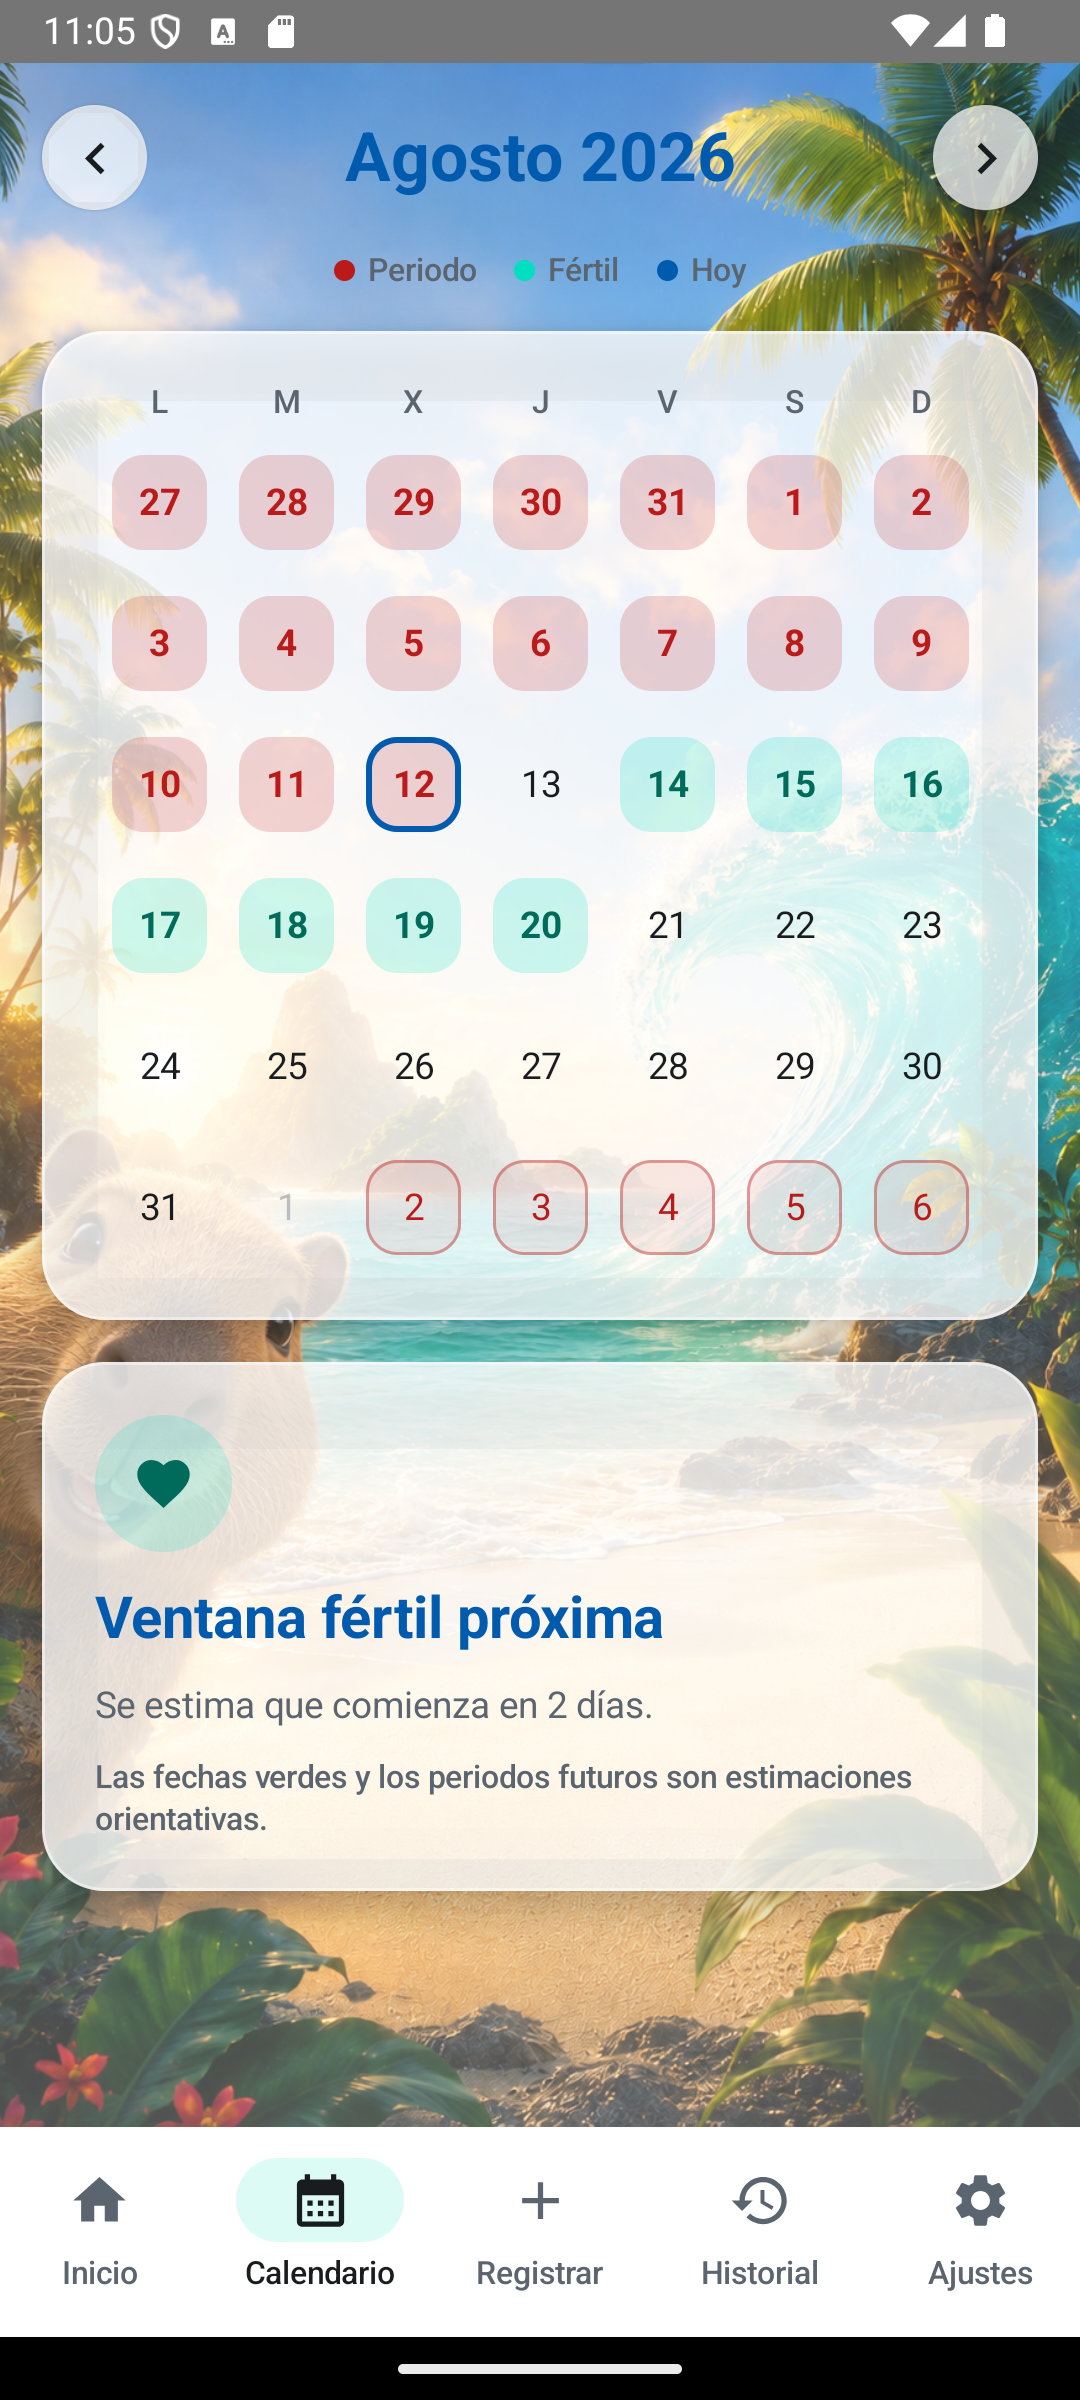 11:05
Agosto 2026
Periodo Fértil Hoy
L M X J V S D
27 28 29 30 31 1 2
3 4 5 6 7 8 9
10 11 12 13 14 15 16
17 18 19 20 21 22 23
24 25 26 27 28 29 30
31 1 2 3 4 5 6
Ventana fértil próxima
Se estima que comienza en 2 días.
Las fechas verdes y los periodos futuros son estimaciones
orientativas.
Inicio Calendario Registrar Historial Ajustes